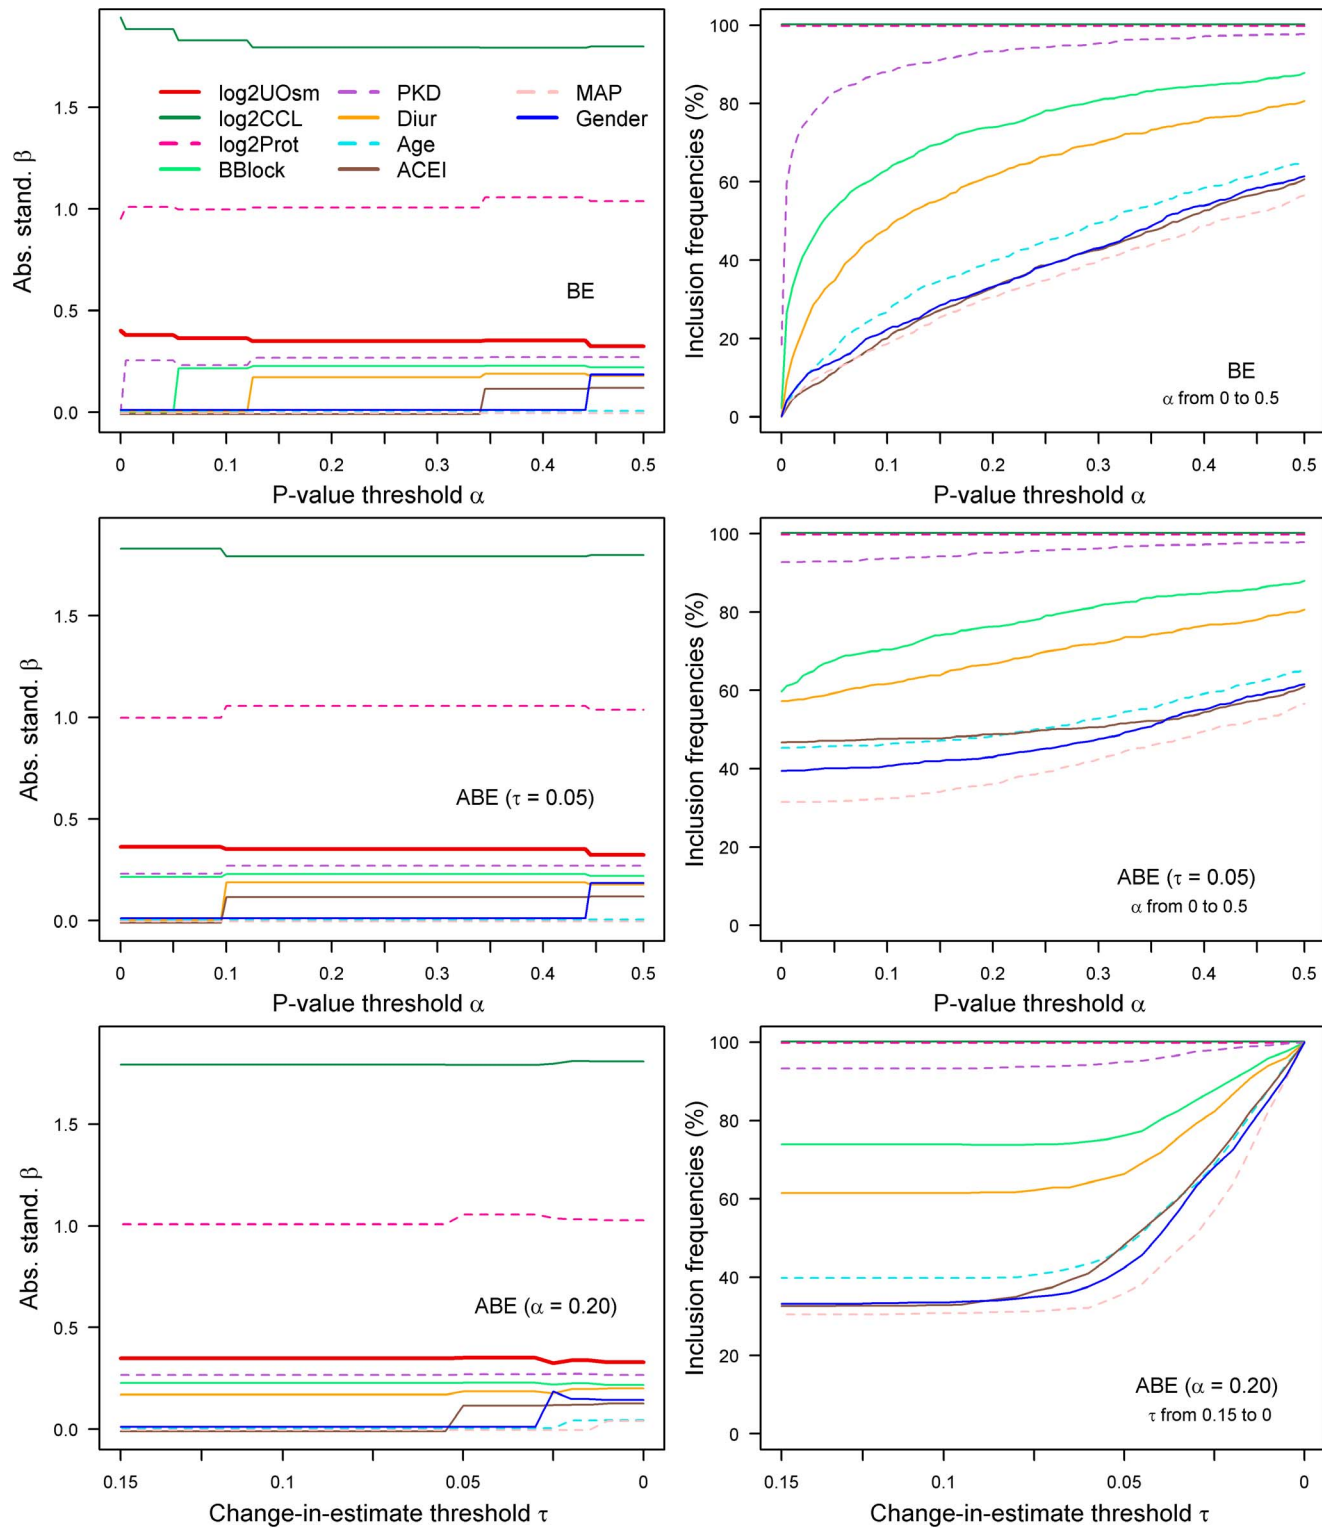 Abs. stand. β
0.0
0.5
1.0
1.5
log2UOsm
log2CCL
log2Prot
BBlock
PKD
Diur
Age
ACEI
MAP
Gender
BE
0 0.1 0.2 0.3 0.4 0.5
P-value threshold α
Inclusion frequencies (%)
100
80
60
40
20
0
BE
α from 0 to 0.5
0 0.1 0.2 0.3 0.4 0.5
P-value threshold α
Abs. stand. β
1.5
1.0
0.5
0.0
ABE (τ = 0.05)
0 0.1 0.2 0.3 0.4 0.5
P-value threshold α
Inclusion frequencies (%)
100
80
60
40
20
0
ABE (τ = 0.05)
α from 0 to 0.5
0 0.1 0.2 0.3 0.4 0.5
P-value threshold α
Abs. stand. β
1.5
1.0
0.5
0.0
ABE (α = 0.20)
0.15 0.1 0.05 0
Change-in-estimate threshold τ
Inclusion frequencies (%)
100
80
60
40
20
0
ABE (α = 0.20)
τ from 0.15 to 0
0.15 0.1 0.05 0
Change-in-estimate threshold τ